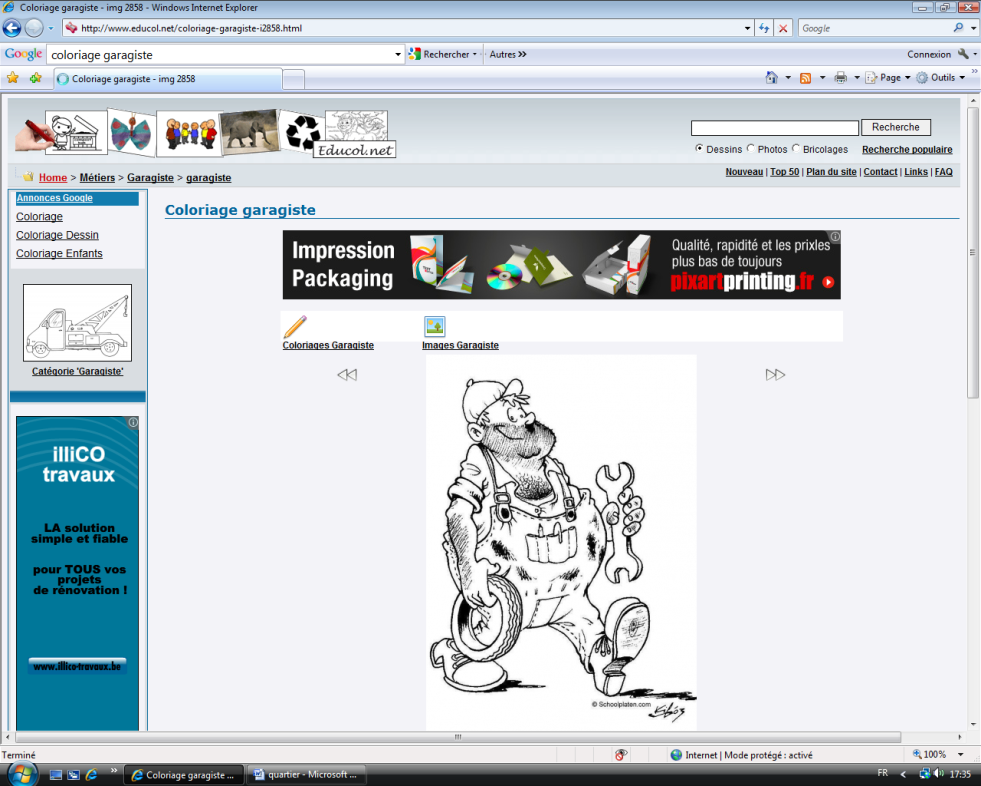 Coloriage garagiste - img 2858 - Windows Internet Explorer
http://www.educol.net/coloriage-garagiste-i2858.html
Google
Google
coloriage garagiste
Rechercher
Autres >>
Connexion
Coloriage garagiste - img 2858
Page
Outils
Educol.net
Recherche
Dessins
Photos
Bricolages
Recherche populaire
Home > Métiers > Garagiste > garagiste
Nouveau | Top 50 | Plan du site | Contact | Links | FAQ
Annonces Google
Coloriage
Coloriage Dessin
Coloriage Enfants
Catégorie 'Garagiste'
illiCO
travaux
LA solution
simple et fiable
pour TOUS vos
projets
de rénovation !
www.illico-travaux.be
Coloriage garagiste
Impression
Packaging
Qualité, rapidité et les prixles
plus bas de toujours
pixartprinting.fr
Coloriages Garagiste
Images Garagiste
© Schoolplaten.com
Terminé
Internet | Mode protégé : activé
100%
Coloriage garagiste ...
quartier - Microsoft ...
FR
17:35